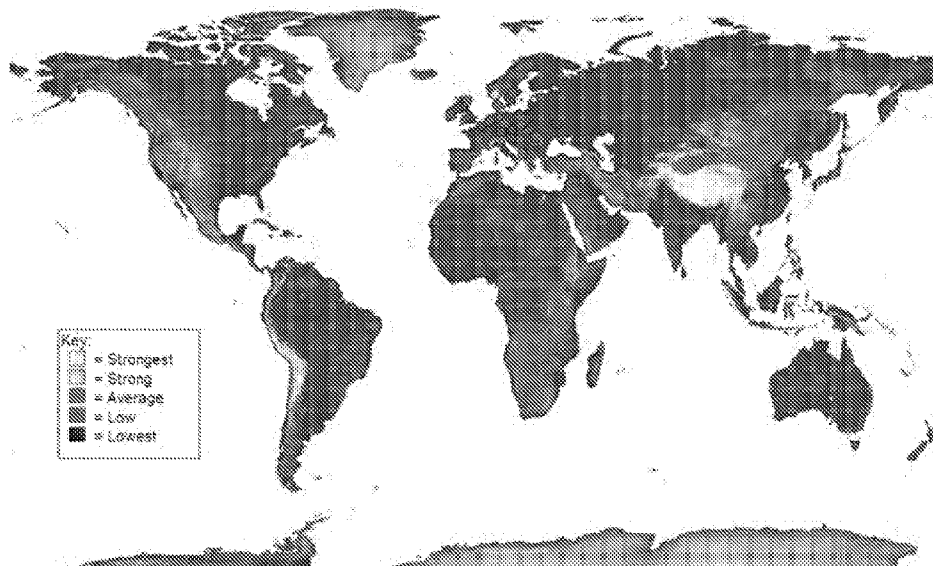 Key:
= Strongest
= Strong
= Average
= Low
= Lowest